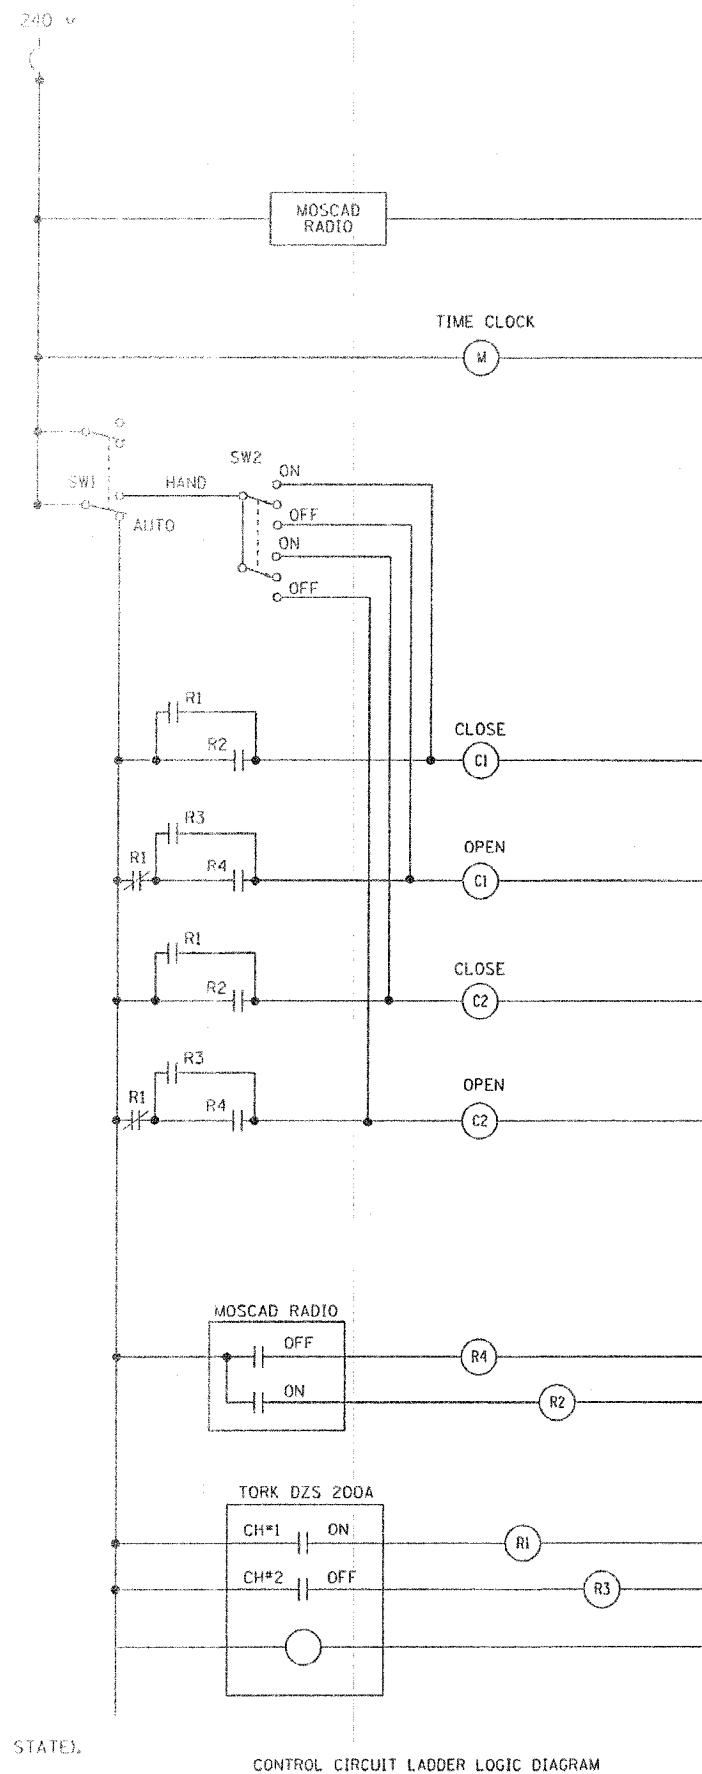 240 v
MOSCAD
RADIO
TIME CLOCK
M
SW2
ON
SW1
HAND
OFF
AUTO
ON
OFF
R1
CLOSE
R2
C1
R3
OPEN
R1
R4
C1
R1
CLOSE
R2
C2
R3
OPEN
R1
R4
C2
MOSCAD RADIO
OFF
R4
ON
R2
TORK DZS 200A
CH#1
ON
R1
CH#2
OFF
R3
STATE).
CONTROL CIRCUIT LADDER LOGIC DIAGRAM